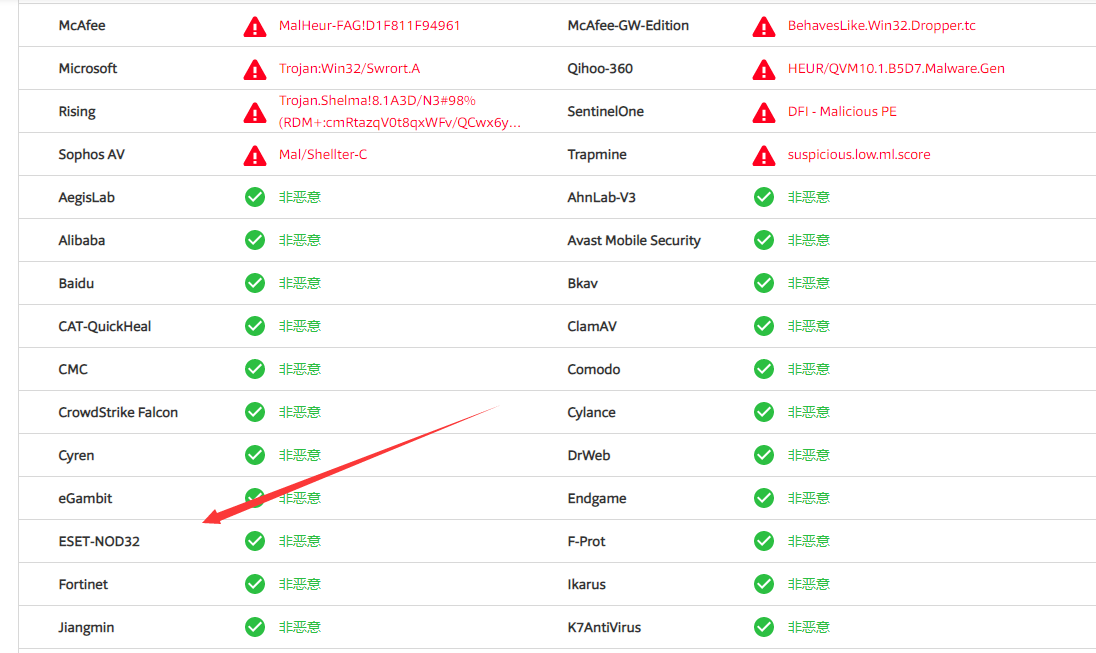 McAfee MalHeur-FAG!D1F811F94961 McAfee-GW-Edition BehavesLike.Win32.Dropper.tc
Microsoft Trojan:Win32/Swrort.A Qihoo-360 HEUR/QVM10.1.B5D7.Malware.Gen
Rising Trojan.Shelma!8.1A3D/N3#98% (RDM+:cmRtazqV0t8qxWFv/QCwx6y... SentinelOne DFI - Malicious PE
Sophos AV Mal/Shellter-C Trapmine suspicious.low.ml.score
AegisLab 非恶意 AhnLab-V3 非恶意
Alibaba 非恶意 Avast Mobile Security 非恶意
Baidu 非恶意 Bkav 非恶意
CAT-QuickHeal 非恶意 ClamAV 非恶意
CMC 非恶意 Comodo 非恶意
CrowdStrike Falcon 非恶意 Cylance 非恶意
Cyren 非恶意 DrWeb 非恶意
eGambit 非恶意 Endgame 非恶意
ESET-NOD32 非恶意 F-Prot 非恶意
Fortinet 非恶意 Ikarus 非恶意
Jiangmin 非恶意 K7AntiVirus 非恶意